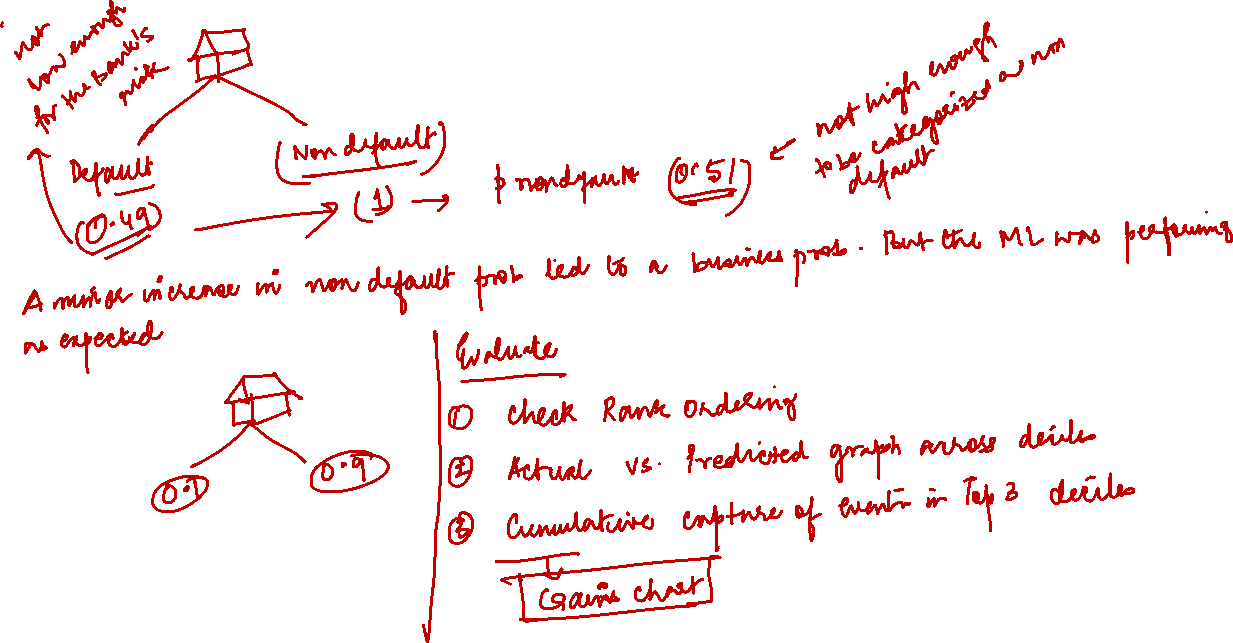 not
low enough
for the Bank's
risk
Default
(0.49)
(Non default)
(1)
p nondefault (0.51)
not high enough
to be categorized a non
default
A minor increase in non default prob led to a business prob. But the ML was performing
as expected
0.1
0.9
Evaluate
① Check Rank Ordering
② Actual vs. Predicted graph across deciles
③ Cumulative capture of events in Top 3 deciles
Gains chart